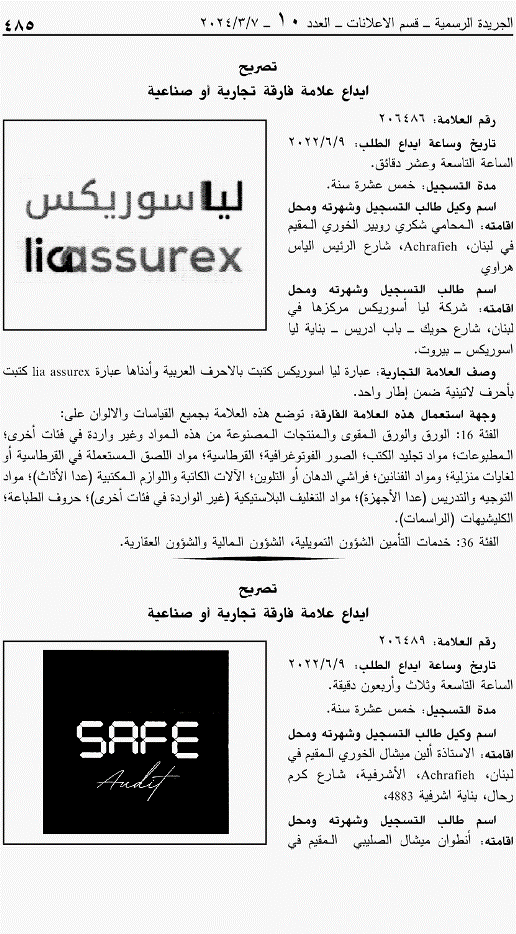 الجريدة الرسمية ــ قسم الاعلانات ــ العدد ١٠ ــ ٢٠٢٤/٣/٧
٤٨٥
تصريح
ايداع علامة فارقة تجارية أو صناعية
رقم العلامة: ٢٠٦٤٨٦
تاريخ وساعة ايداع الطلب: ٢٠٢٢/٦/٩
الساعة التاسعة وعشر دقائق.
مدة التسجيل: خمس عشرة سنة.
اسم وكيل طالب التسجيل وشهرته ومحل
اقامته: المحامي شكري روبير الخوري المقيم
في لبنان، Achrafieh، شارع الرئيس الياس
هراوي
اسم طالب التسجيل وشهرته ومحل
اقامته: شركة ليا أسوريكس مركزها في
لبنان، شارع حويك ــ باب ادريس ــ بناية ليا
اسوريكس ــ بيروت.
ليا سوريكس
lia assurex
وصف العلامة التجارية: عبارة ليا اسوريكس كتبت بالاحرف العربية وأدناها عبارة lia assurex كتبت
بأحرف لاتينية ضمن إطار واحد.
وجهة استعمال هذه العلامة الفارقة: توضع هذه العلامة بجميع القياسات والالوان على:
الفئة 16: الورق والورق المقوى والمنتجات المصنوعة من هذه المواد وغير واردة في فئات أخرى؛
المطبوعات؛ مواد تجليد الكتب؛ الصور الفوتوغرافية؛ القرطاسية؛ مواد اللصق المستعملة في القرطاسية أو
لغايات منزلية؛ ومواد الفنانين؛ فراشي الدهان أو التلوين؛ الآلات الكاتبة واللوازم المكتبية (عدا الأثاث)؛ مواد
التوجيه والتدريس (عدا الأجهزة)؛ مواد التغليف البلاستيكية (غير الواردة في فئات أخرى)؛ حروف الطباعة؛
الكليشيهات (الراسمات).
الفئة 36: خدمات التأمين الشؤون التمويلية، الشؤون المالية والشؤون العقارية.
تصريح
ايداع علامة فارقة تجارية أو صناعية
رقم العلامة: ٢٠٦٤٨٩
تاريخ وساعة ايداع الطلب: ٢٠٢٢/٦/٩
الساعة التاسعة وثلاث وأربعون دقيقة.
مدة التسجيل: خمس عشرة سنة.
اسم وكيل طالب التسجيل وشهرته ومحل
اقامته: الاستاذة ألين ميشال الخوري المقيم في
لبنان، Achrafieh، الأشرفية، شارع كرم
رحال، بناية اشرفية 4883،
اسم طالب التسجيل وشهرته ومحل
اقامته: أنطوان ميشال الصليبي المقيم في
SAFE
Audit